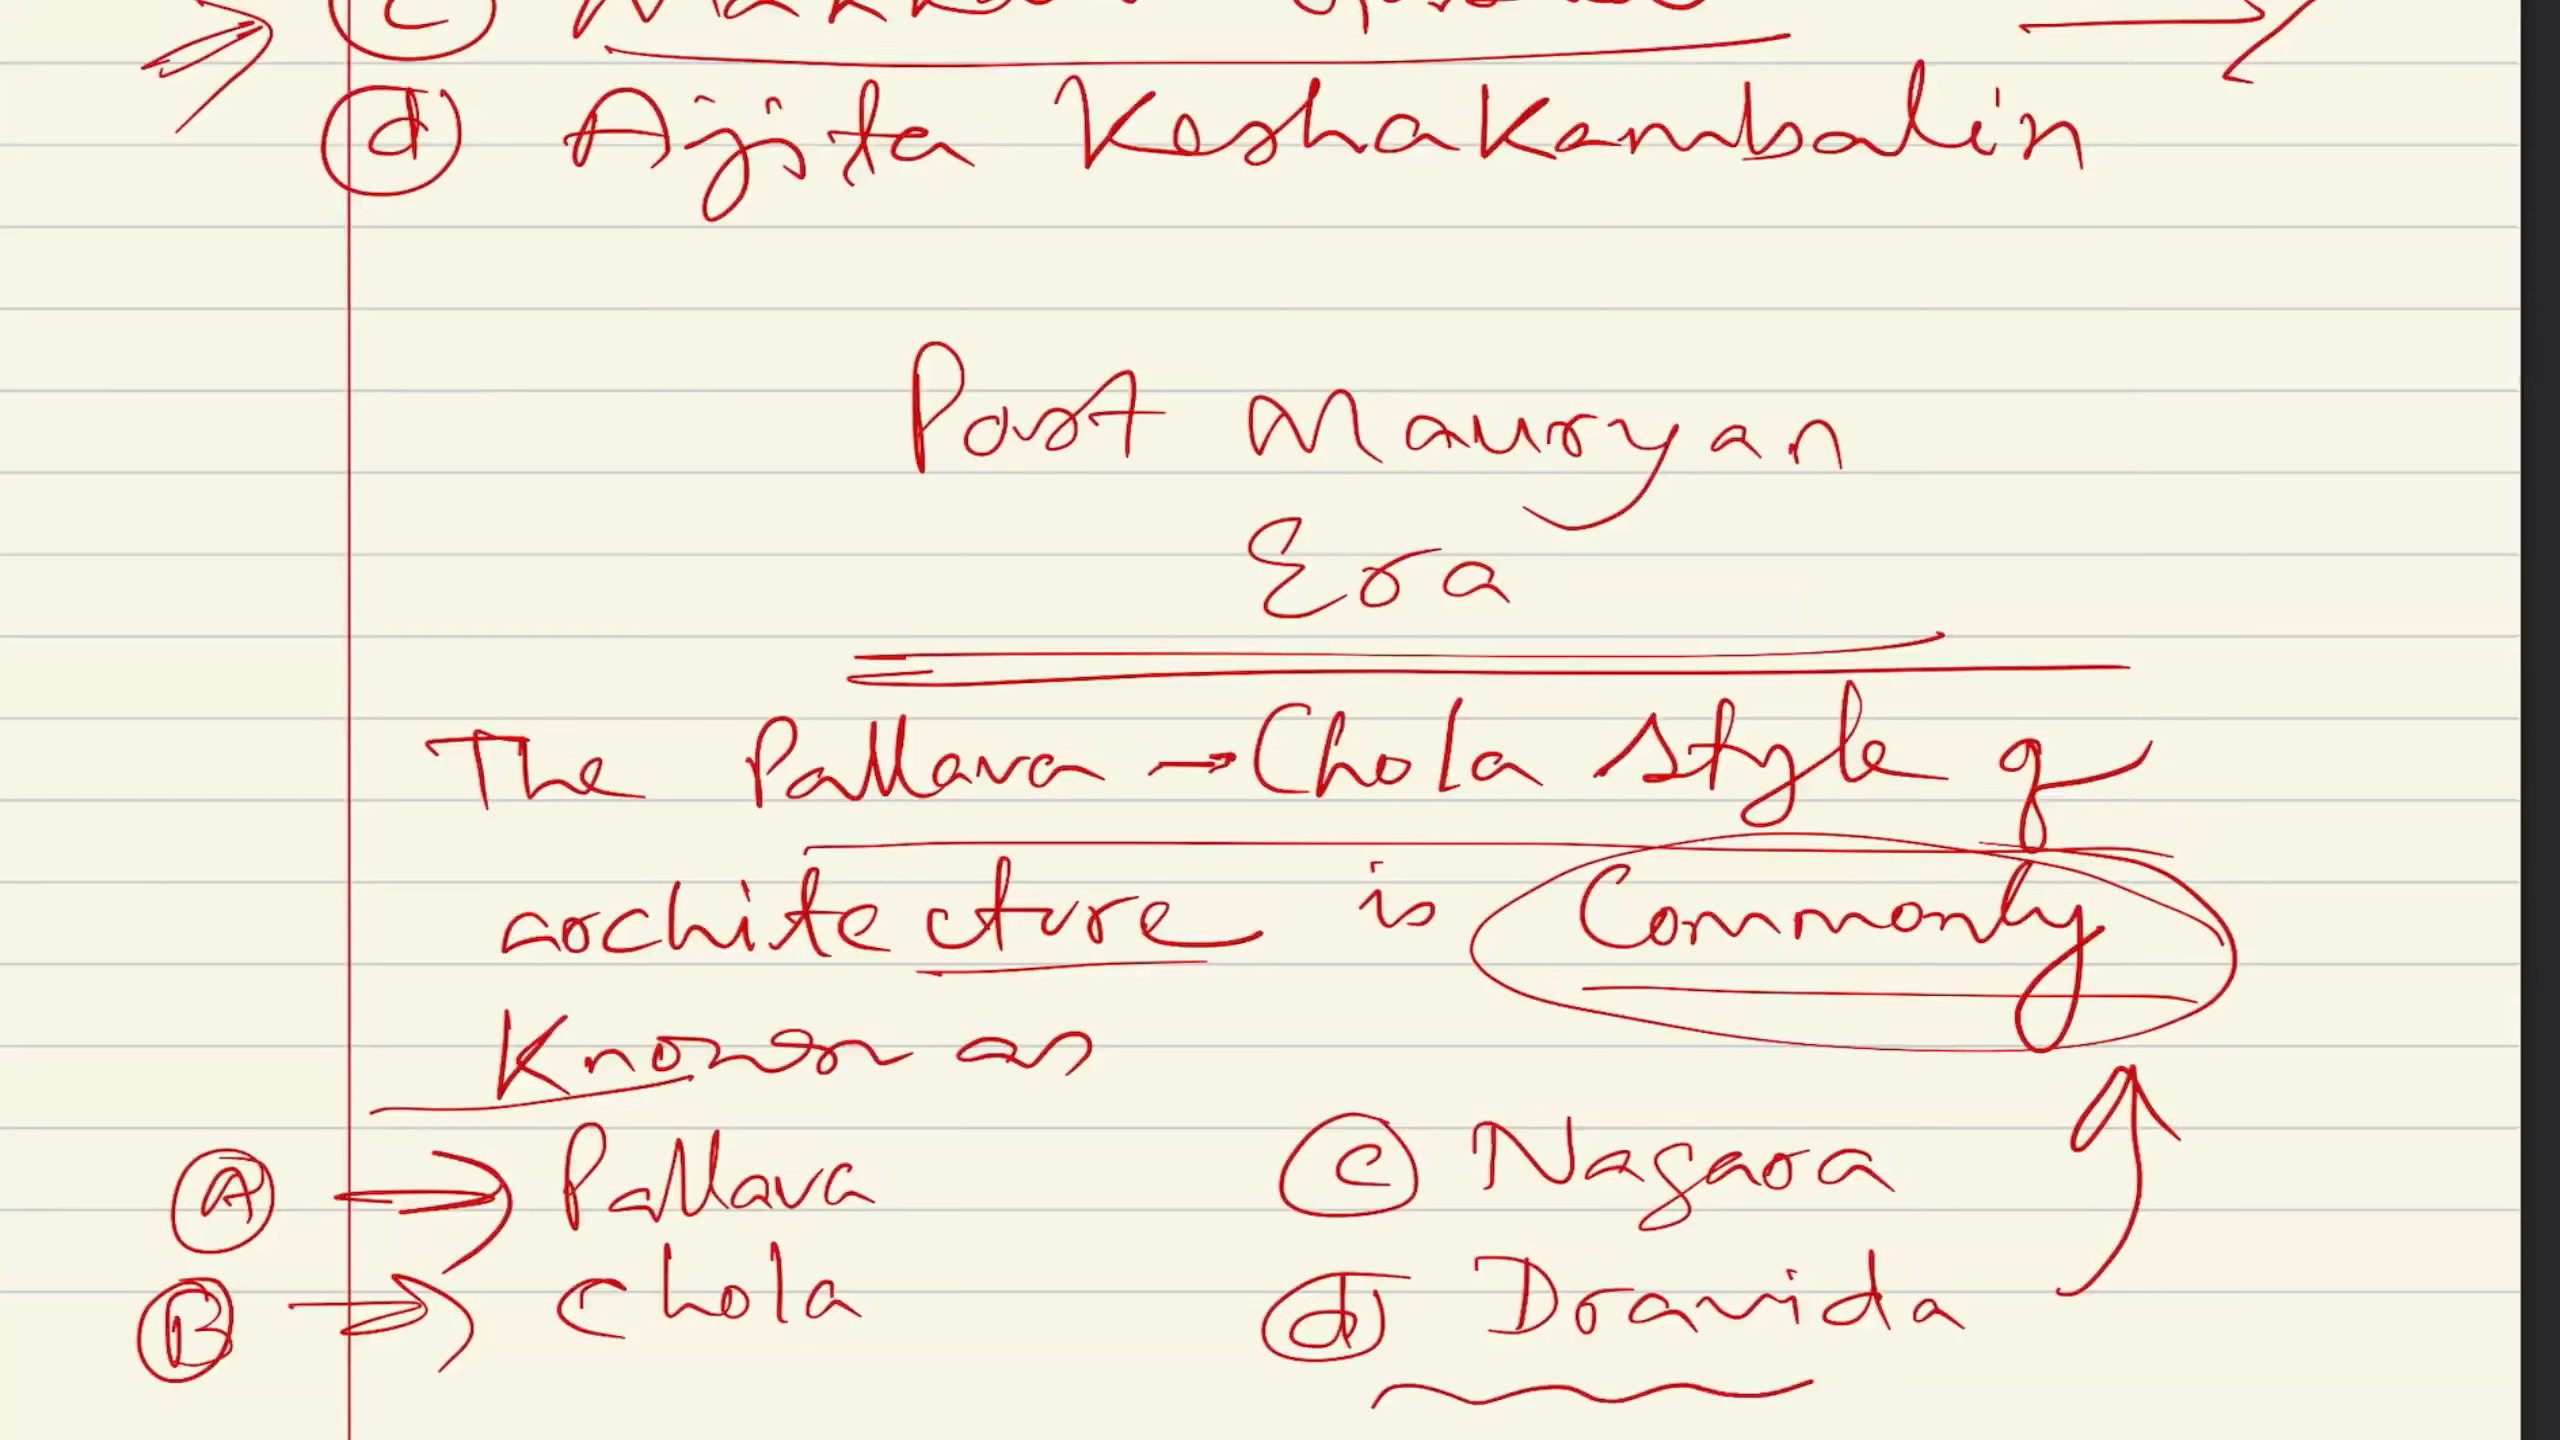 (c)
(d) Ajita Keshakambalin
Post Mauryan
Era
The Pallava → Chola style of
architecture is Commonly
Known as
(A) → Pallava
(B) → Chola
(c) Nagara
(d) Dravida